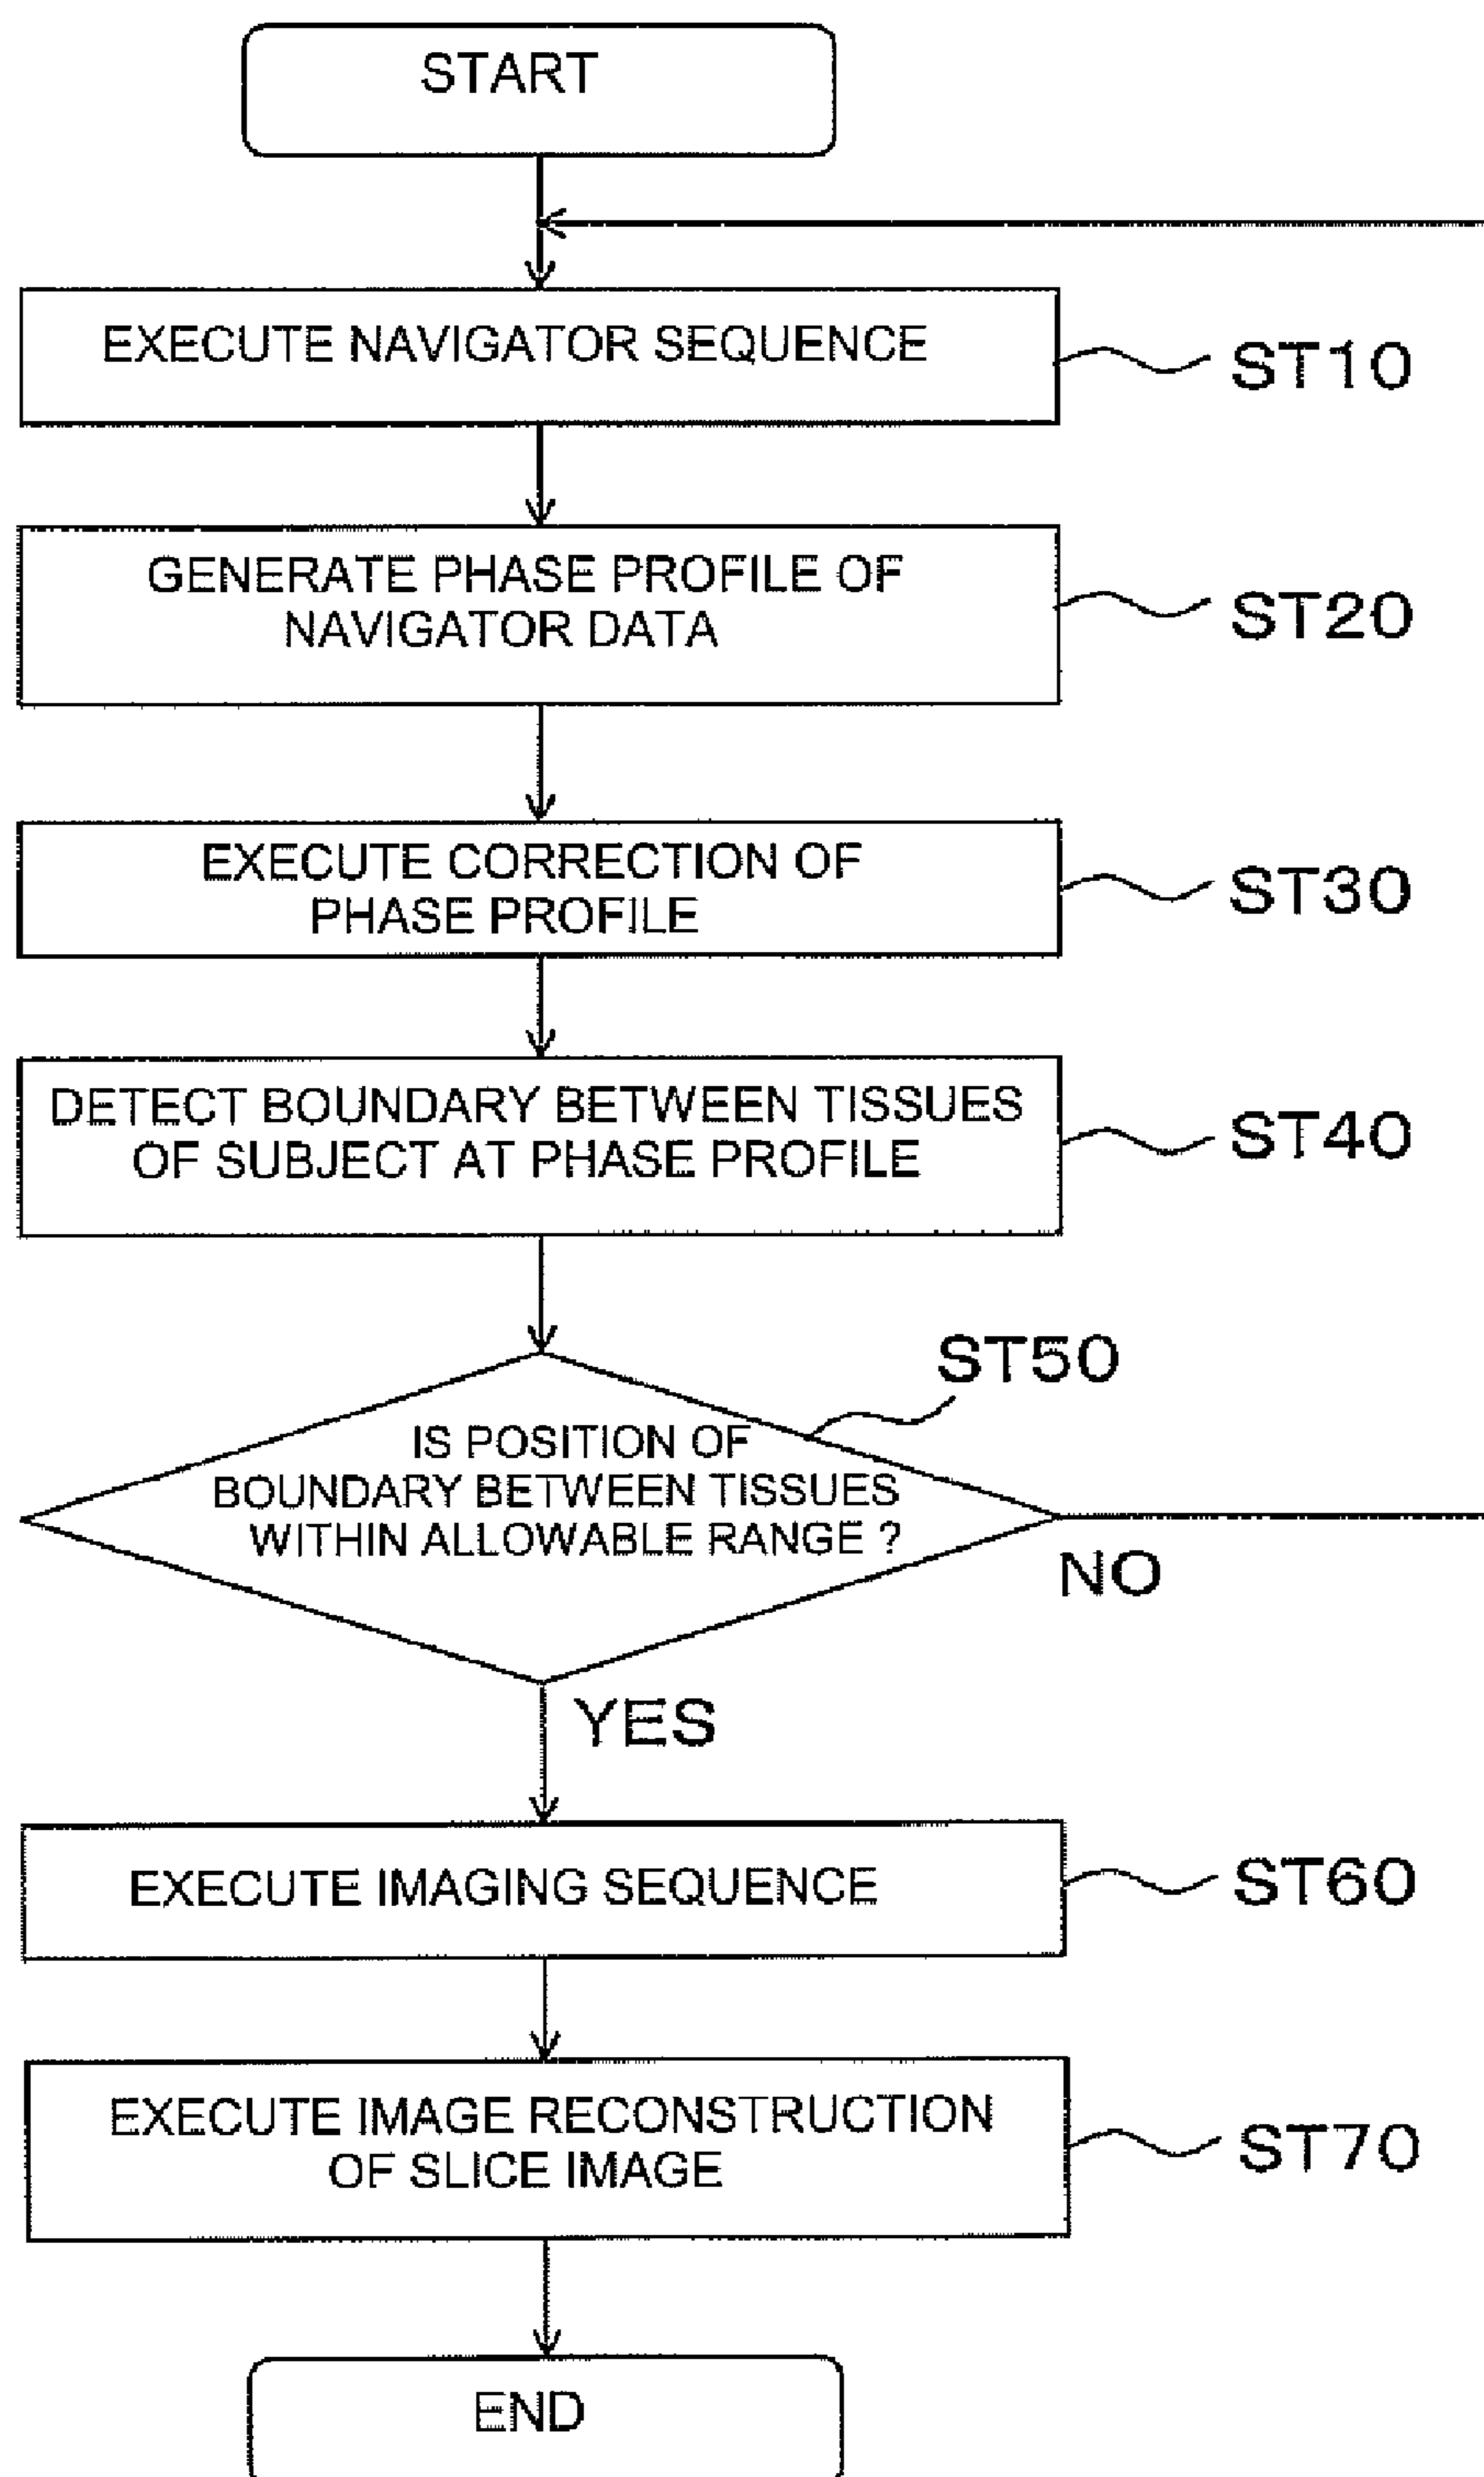 START
EXECUTE NAVIGATOR SEQUENCE
ST10
GENERATE PHASE PROFILE OF
NAVIGATOR DATA
ST20
EXECUTE CORRECTION OF
PHASE PROFILE
ST30
DETECT BOUNDARY BETWEEN TISSUES
OF SUBJECT AT PHASE PROFILE
ST40
ST50
IS POSITION OF
BOUNDARY BETWEEN TISSUES
WITHIN ALLOWABLE RANGE ?
NO
YES
EXECUTE IMAGING SEQUENCE
ST60
EXECUTE IMAGE RECONSTRUCTION
OF SLICE IMAGE
ST70
END